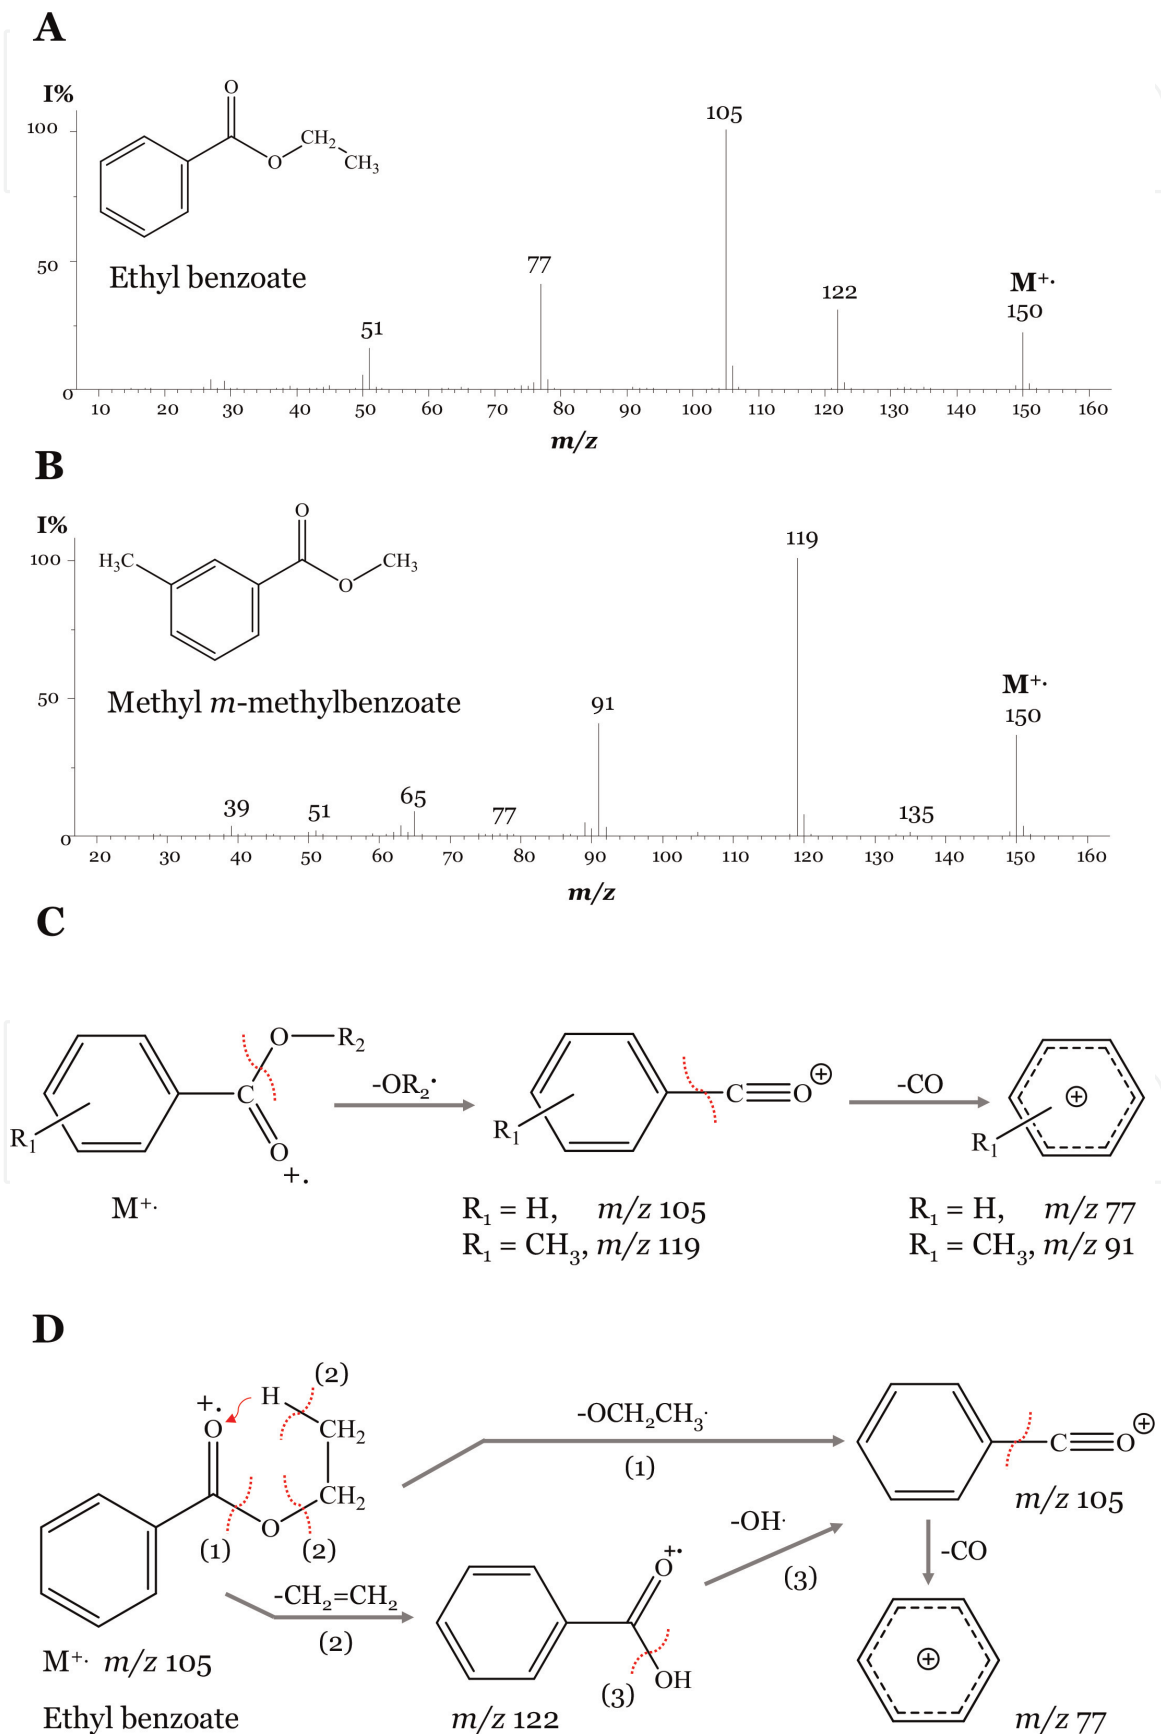 A
I%
100
50
0
O
O
CH2
CH3
Ethyl benzoate
51
77
105
122
M+·
150
10 20 30 40 50 60 70 80 90 100 110 120 130 140 150 160
m/z
B
I%
100
50
0
H3C
O
O
CH3
Methyl m-methylbenzoate
39
51
65
77
91
119
135
M+·
150
20 30 40 50 60 70 80 90 100 110 120 130 140 150 160
m/z
C
O R2
C
O
+·
R1
M+·
-OR2·
C O +
R1
R1 = H, m/z 105
R1 = CH3, m/z 119
-CO
+
R1
R1 = H, m/z 77
R1 = CH3, m/z 91
D
+·
O
H
(2)
CH2
CH2
O
(1)
(2)
M+· m/z 105
Ethyl benzoate
-OCH2CH3·
(1)
-CH2=CH2
(2)
O+·
OH
(3)
m/z 122
-OH·
(3)
C O +
m/z 105
-CO
+
m/z 77